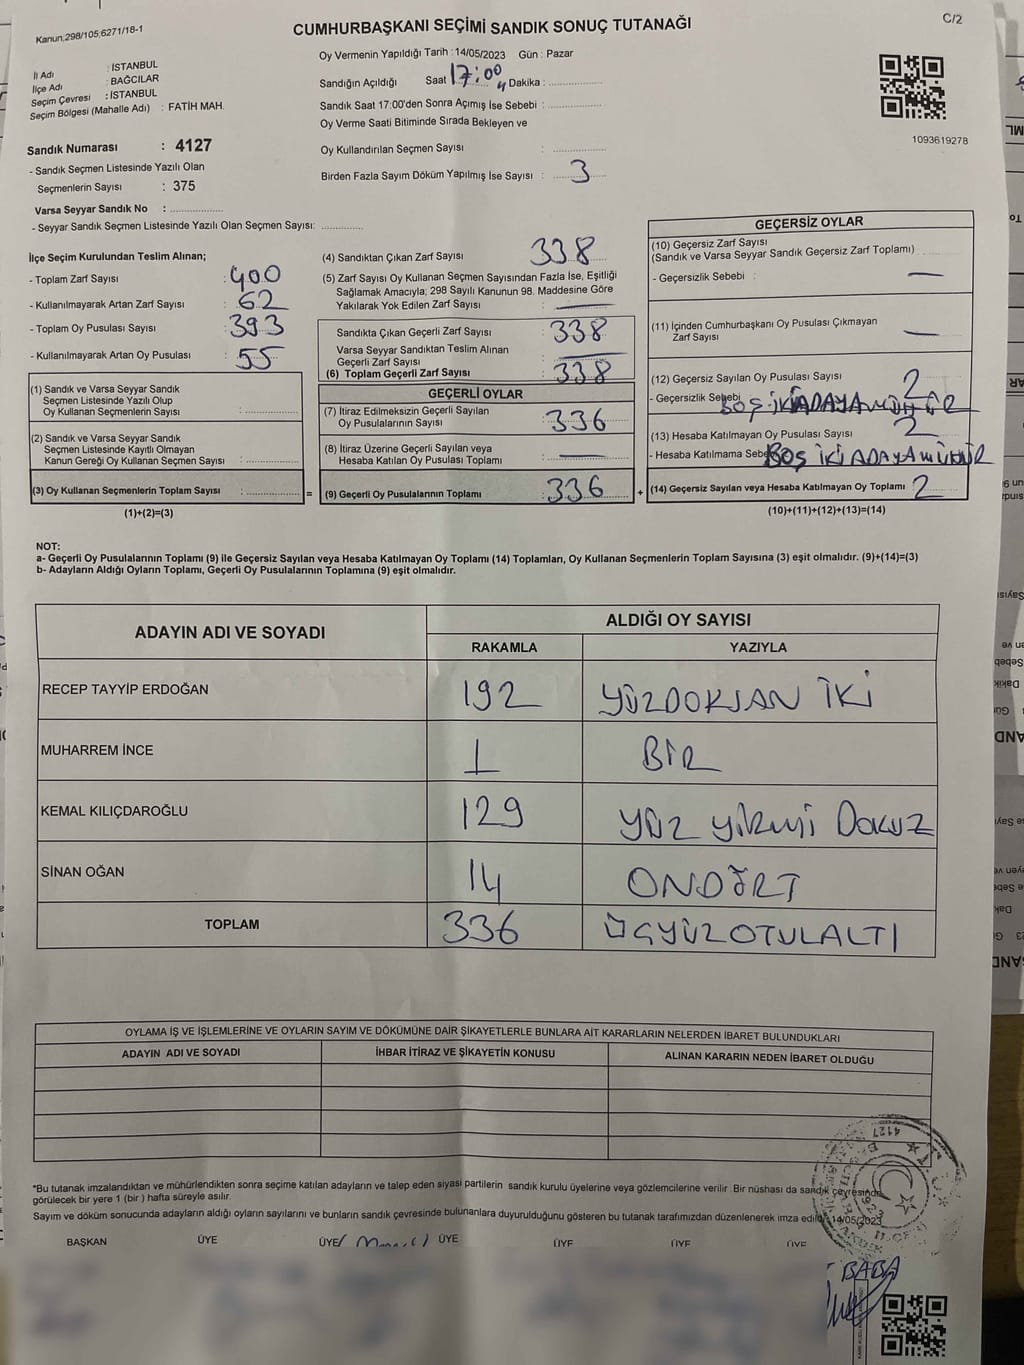 Kanun,298/105;6271/18-1
CUMHURBAŞKANI SEÇİMİ SANDIK SONUÇ TUTANAĞI
C/2
İl Adı : İSTANBUL
İlçe Adı : BAĞCILAR
Seçim Çevresi : İSTANBUL
Seçim Bölgesi (Mahalle Adı) : FATİH MAH.
Oy Vermenin Yapıldığı Tarih : 14/05/2023 Gün : Pazar
Sandığın Açıldığı Saat 17:00 Dakika : ...............
Sandık Saat 17:00'den Sonra Açımış İse Sebebi : ...............
Oy Verme Saati Bitiminde Sırada Bekleyen ve
Oy Kullandırılan Seçmen Sayısı : ...............
Birden Fazla Sayım Döküm Yapılmış İse Sayısı : 3
1093619278
Sandık Numarası : 4127
- Sandık Seçmen Listesinde Yazılı Olan
Seçmenlerin Sayısı : 375
Varsa Seyyar Sandık No : ...............
- Seyyar Sandık Seçmen Listesinde Yazılı Olan Seçmen Sayısı: ............
İlçe Seçim Kurulundan Teslim Alınan;
- Toplam Zarf Sayısı : 400
- Kullanılmayarak Artan Zarf Sayısı : 62
- Toplam Oy Pusulası Sayısı : 393
- Kullanılmayarak Artan Oy Pusulası : 55
(1) Sandık ve Varsa Seyyar Sandık
Seçmen Listesinde Yazılı Olup
Oy Kullanan Seçmenlerin Sayısı : ...............
(2) Sandık ve Varsa Seyyar Sandık
Seçmen Listesinde Kayıtlı Olmayan
Kanun Gereği Oy Kullanan Seçmen Sayısı : ...............
(3) Oy Kullanan Seçmenlerin Toplam Sayısı : ............... =
(1)+(2)=(3)
(4) Sandıktan Çıkan Zarf Sayısı : 338
(5) Zarf Sayısı Oy Kullanan Seçmen Sayısından Fazla İse, Eşitliği
Sağlamak Amacıyla; 298 Sayılı Kanunun 98. Maddesine Göre
Yakılarak Yok Edilen Zarf Sayısı : —
Sandıkta Çıkan Geçerli Zarf Sayısı : 338
Varsa Seyyar Sandıktan Teslim Alınan
Geçerli Zarf Sayısı : —
(6) Toplam Geçerli Zarf Sayısı : 338
GEÇERLİ OYLAR
(7) İtiraz Edilmeksizin Geçerli Sayılan
Oy Pusulalarının Sayısı : 336
(8) İtiraz Üzerine Geçerli Sayılan veya
Hesaba Katılan Oy Pusulası Toplamı : —
(9) Geçerli Oy Pusulalarının Toplamı : 336 +
GEÇERSİZ OYLAR
(10) Geçersiz Zarf Sayısı
(Sandık ve Varsa Seyyar Sandık Geçersiz Zarf Toplamı)
- Geçersizlik Sebebi : —
(11) İçinden Cumhurbaşkanı Oy Pusulası Çıkmayan
Zarf Sayısı —
(12) Geçersiz Sayılan Oy Pusulası Sayısı 2
- Geçersizlik Sebebi BOŞ İKİ ADAYA MÜHÜR
(13) Hesaba Katılmayan Oy Pusulası Sayısı 2
- Hesaba Katılmama Sebe BOŞ İKİ ADAYA MÜHÜR
(14) Geçersiz Sayılan veya Hesaba Katılmayan Oy Toplamı 2
(10)+(11)+(12)+(13)=(14)
NOT:
a- Geçerli Oy Pusulalarının Toplamı (9) ile Geçersiz Sayılan veya Hesaba Katılmayan Oy Toplamı (14) Toplamları, Oy Kullanan Seçmenlerin Toplam Sayısına (3) eşit olmalıdır. (9)+(14)=(3)
b- Adayların Aldığı Oyların Toplamı, Geçerli Oy Pusulalarının Toplamına (9) eşit olmalıdır.
ADAYIN ADI VE SOYADI ALDIĞI OY SAYISI
RAKAMLA YAZIYLA
RECEP TAYYİP ERDOĞAN 192 YÜZDOKSAN İKİ
MUHARREM İNCE 1 BİR
KEMAL KILIÇDAROĞLU 129 YÜZ YİRMİ DOKUZ
SİNAN OĞAN 14 ONDÖRT
TOPLAM 336 ÜÇYÜZOTUZALTI
OYLAMA İŞ VE İŞLEMLERİNE VE OYLARIN SAYIM VE DÖKÜMÜNE DAİR ŞİKAYETLERLE BUNLARA AİT KARARLARIN NELERDEN İBARET BULUNDUKLARI
ADAYIN ADI VE SOYADI İHBAR İTİRAZ VE ŞİKAYETİN KONUSU ALINAN KARARIN NEDEN İBARET OLDUĞU
*Bu tutanak imzalandıktan ve mühürlendikten sonra seçime katılan adayların ve talep eden siyasi partilerin sandık kurulu üyelerine veya gözlemcilerine verilir. Bir nüshası da sandık çevresinde
görülecek bir yere 1 (bir) hafta süreyle asılır.
Sayım ve döküm sonucunda adayların aldığı oyların sayılarını ve bunların sandık çevresinde bulunanlara duyurulduğunu gösteren bu tutanak tarafımızdan düzenlenerek imza edildi. 14/05/2023
BAŞKAN ÜYE ÜYE ÜYE ÜYE ÜYE ÜYE
4127
BABA